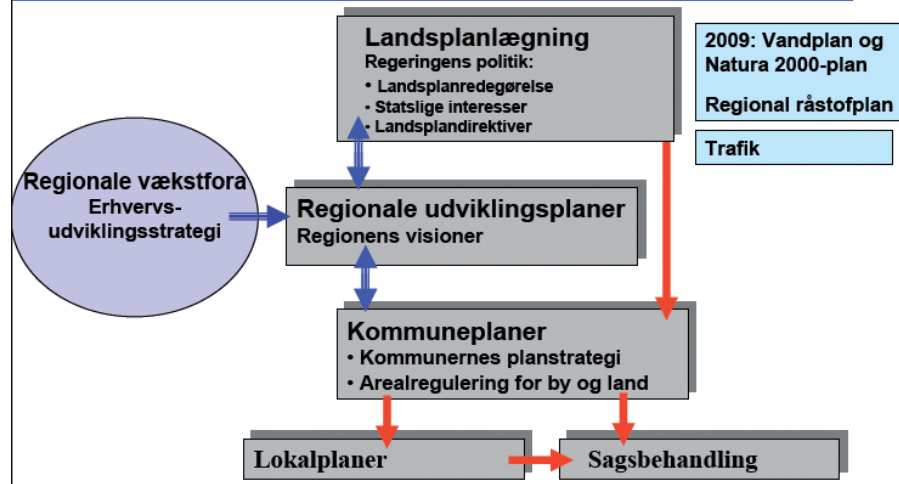 Landsplanlægning
Regeringens politik:
• Landsplanredegørelse
• Statslige interesser
• Landsplandirektiver
2009: Vandplan og
Natura 2000-plan
Regional råstofplan
Trafik
Regionale vækstfora
Erhvervs-
udviklingsstrategi
Regionale udviklingsplaner
Regionens visioner
Kommuneplaner
• Kommunernes planstrategi
• Arealregulering for by og land
Lokalplaner
Sagsbehandling